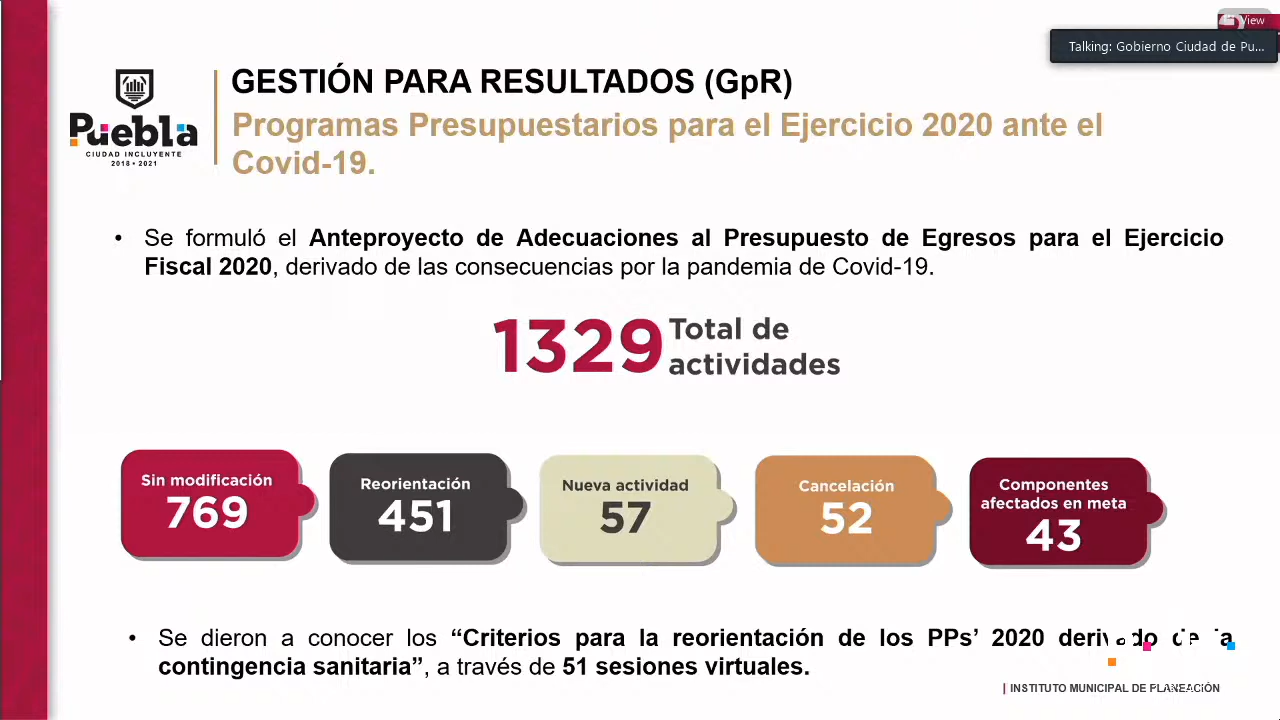 View
Talking: Gobierno Ciudad de Pu...
Puebla
CIUDAD INCLUYENTE
2018 • 2021
GESTIÓN PARA RESULTADOS (GpR)
Programas Presupuestarios para el Ejercicio 2020 ante el
Covid-19.
• Se formuló el Anteproyecto de Adecuaciones al Presupuesto de Egresos para el Ejercicio
Fiscal 2020, derivado de las consecuencias por la pandemia de Covid-19.
1329 Total de
actividades
Sin modificación
769
Reorientación
451
Nueva actividad
57
Cancelación
52
Componentes
afectados en meta
43
• Se dieron a conocer los “Criterios para la reorientación de los PPs’ 2020 derivado de la
contingencia sanitaria”, a través de 51 sesiones virtuales.
| INSTITUTO MUNICIPAL DE PLANEACIÓN